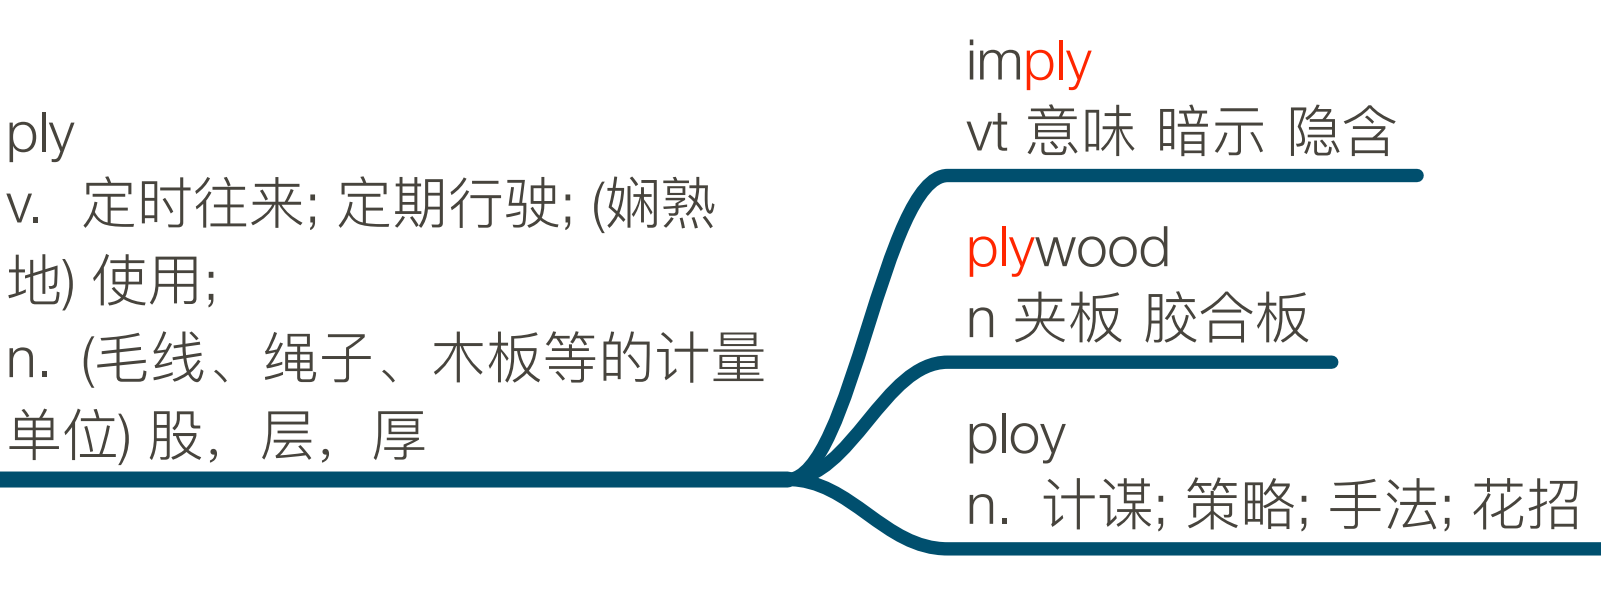 ply
v. 定时往来; 定期行驶; (娴熟
地) 使用;
n. (毛线、绳子、木板等的计量
单位) 股，层，厚
imply
vt 意味 暗示 隐含
plywood
n 夹板 胶合板
ploy
n. 计谋; 策略; 手法; 花招